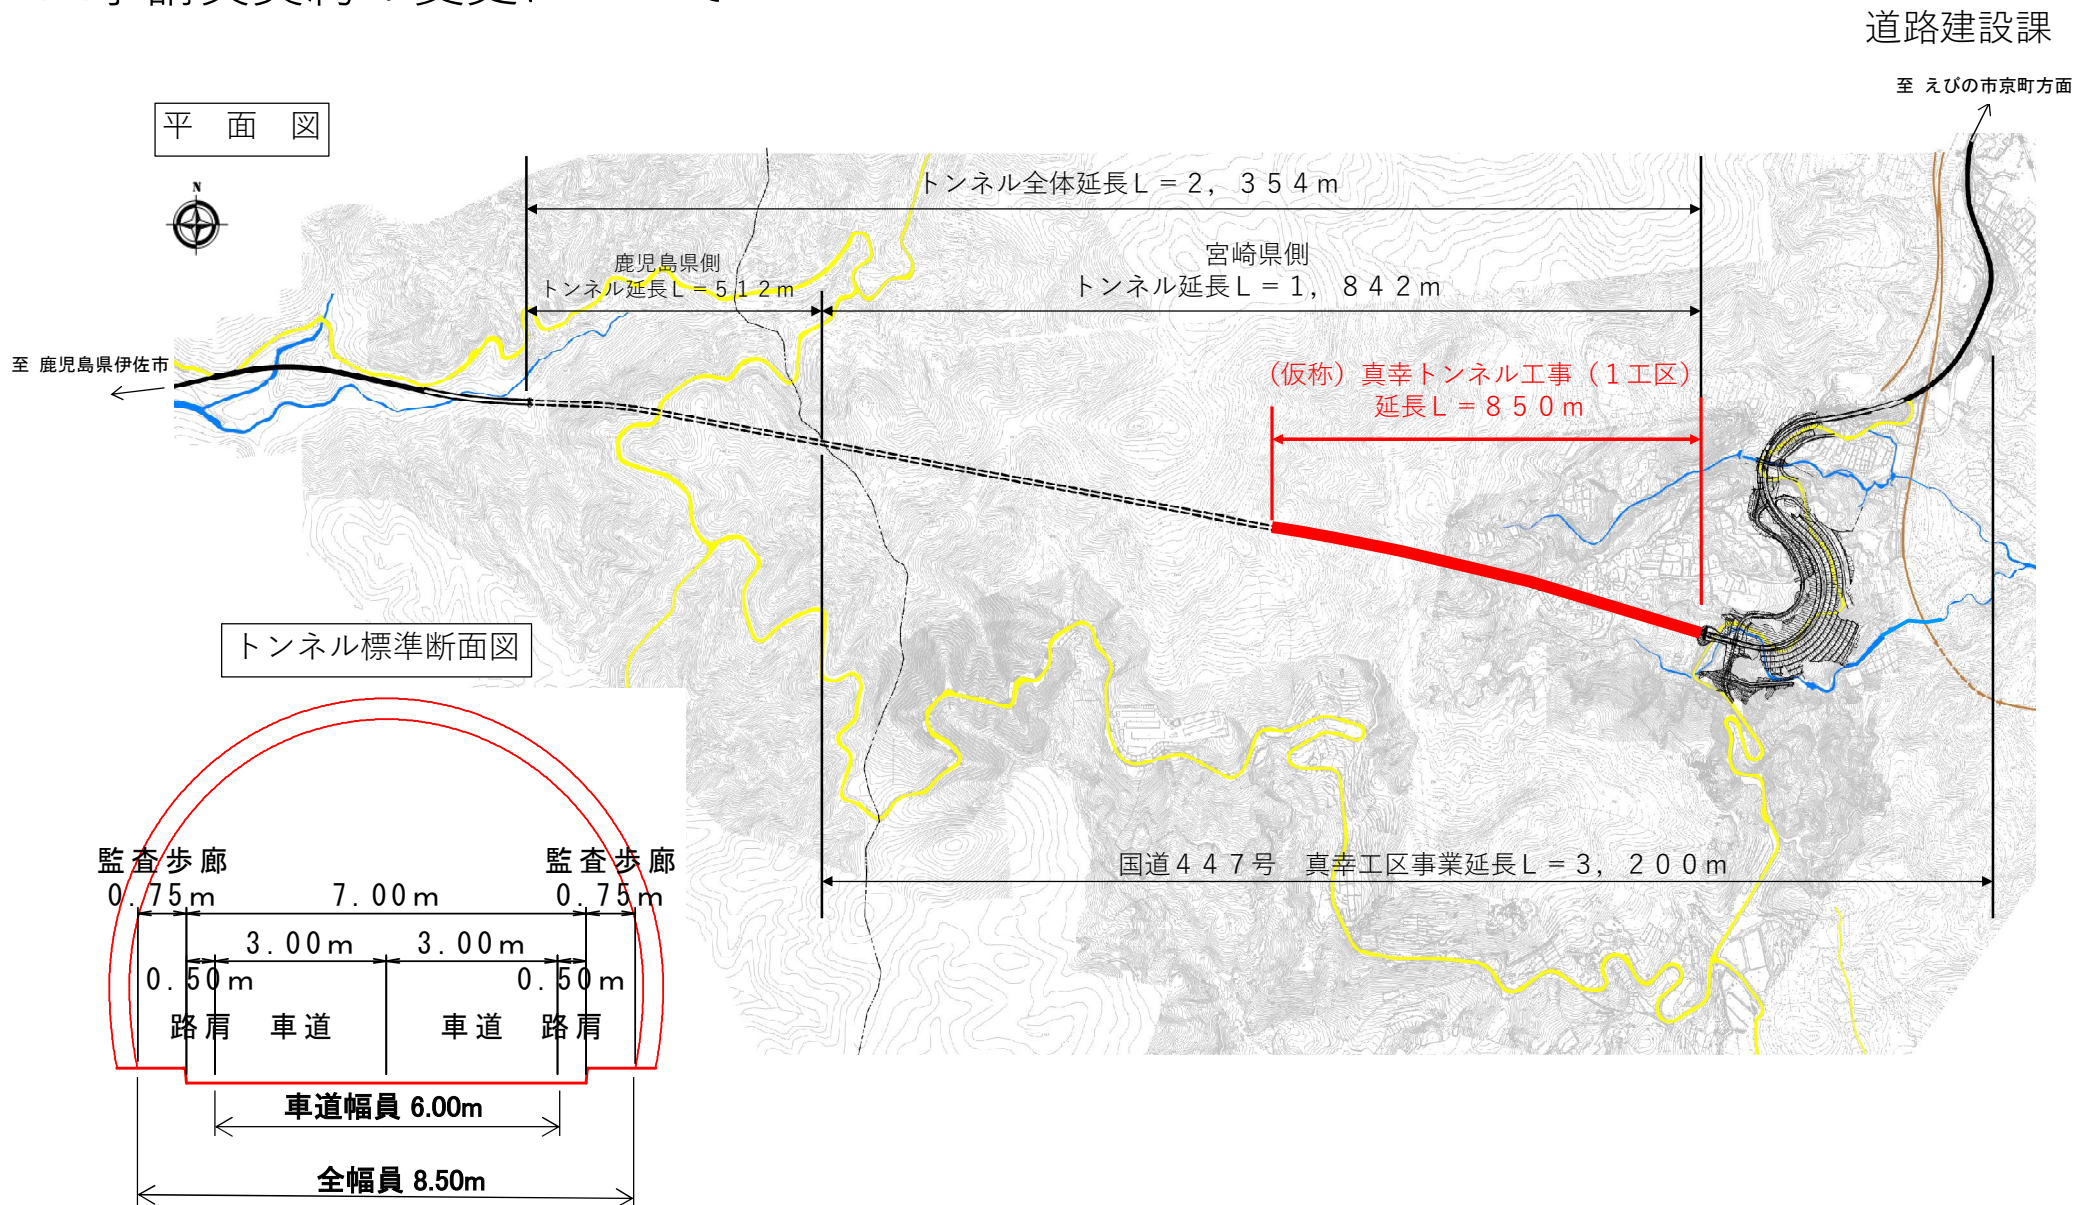 道路建設課
至 えびの市京町方面
平 面 図
N
トンネル全体延長L=2,354m
鹿児島県側
トンネル延長L=512m
宮崎県側
トンネル延長L=1,842m
至 鹿児島県伊佐市
(仮称)真幸トンネル工事(1工区)
延長L=850m
トンネル標準断面図
国道447号 真幸工区事業延長L=3,200m
監査歩廊 監査歩廊
0.75m 7.00m 0.75m
3.00m 3.00m
0.50m 0.50m
路肩 車道 車道 路肩
車道幅員 6.00m
全幅員 8.50m